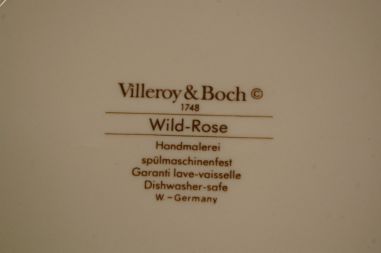 Villeroy & Boch ©
1748
Wild-Rose
Handmalerei
spülmaschinenfest
Garanti lave-vaisselle
Dishwasher-safe
W-Germany